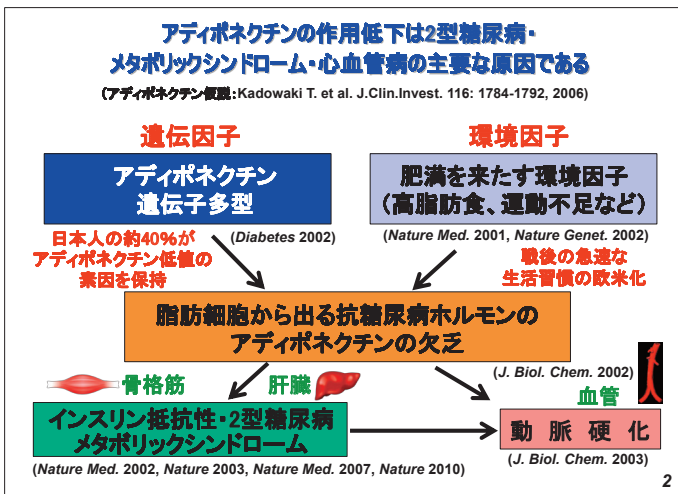 アディポネクチンの作用低下は2型糖尿病・
メタボリックシンドローム・心血管病の主要な原因である
(アディポネクチン仮説:Kadowaki T. et al. J.Clin.Invest. 116: 1784-1792, 2006)
遺伝因子
環境因子
アディポネクチン
遺伝子多型
肥満を来たす環境因子
(高脂肪食、運動不足など)
日本人の約40%が
アディポネクチン低値の
素因を保持
(Diabetes 2002)
(Nature Med. 2001, Nature Genet. 2002)
戦後の急速な
生活習慣の欧米化
脂肪細胞から出る抗糖尿病ホルモンの
アディポネクチンの欠乏
(J. Biol. Chem. 2002)
骨格筋
肝臓
血管
インスリン抵抗性・2型糖尿病
メタボリックシンドローム
動脈硬化
(Nature Med. 2002, Nature 2003, Nature Med. 2007, Nature 2010)
(J. Biol. Chem. 2003)
2